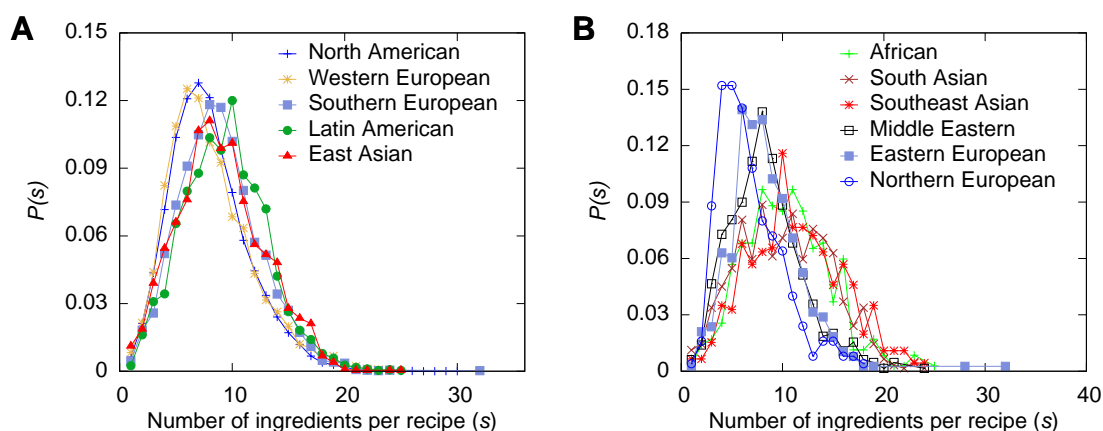 A
0.15
0.12
0.09
0.06
0.03
0
P(s)
North American
Western European
Southern European
Latin American
East Asian
0 10 20 30
Number of ingredients per recipe (s)
B
0.18
0.15
0.12
0.09
0.06
0.03
0
P(s)
African
South Asian
Southeast Asian
Middle Eastern
Eastern European
Northern European
0 10 20 30 40
Number of ingredients per recipe (s)